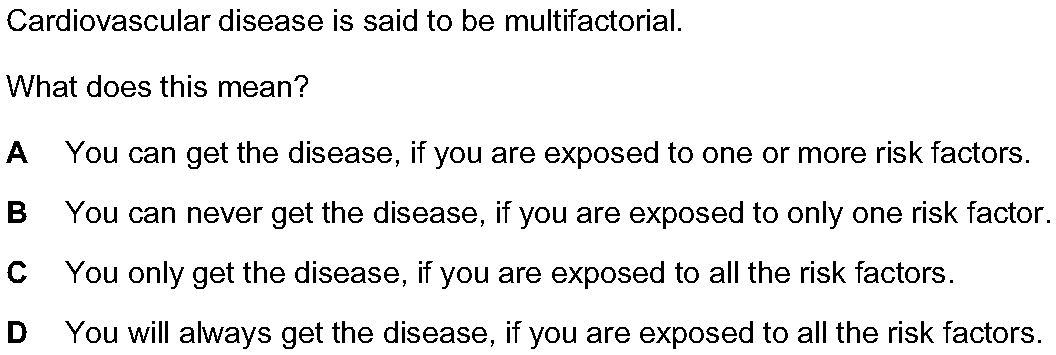 Cardiovascular disease is said to be multifactorial.
What does this mean?
A You can get the disease, if you are exposed to one or more risk factors.
B You can never get the disease, if you are exposed to only one risk factor.
C You only get the disease, if you are exposed to all the risk factors.
D You will always get the disease, if you are exposed to all the risk factors.